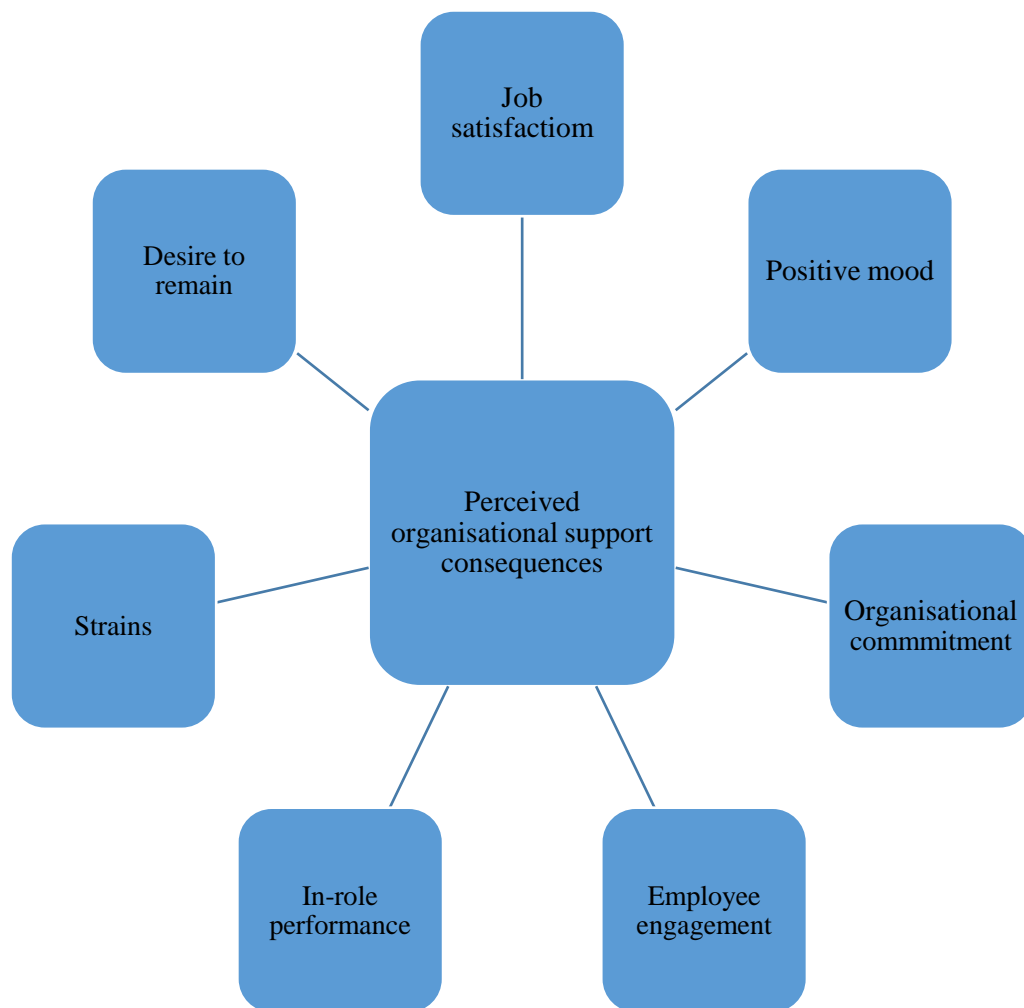 Job
satisfactiom
Desire to
remain
Positive mood
Perceived
organisational support
consequences
Strains
Organisational
commmitment
In-role
performance
Employee
engagement